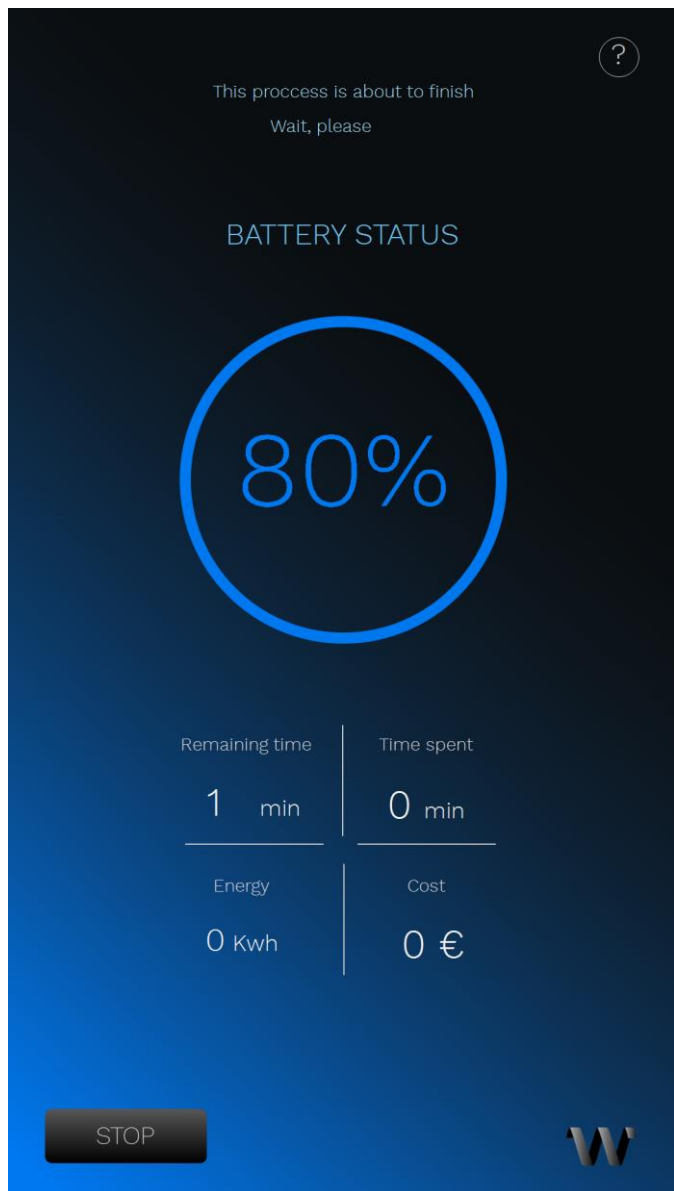 ?
This proccess is about to finish
Wait, please
BATTERY STATUS
80%
Remaining time Time spent
1 min 0 min
Energy Cost
0 Kwh 0 €
STOP
W